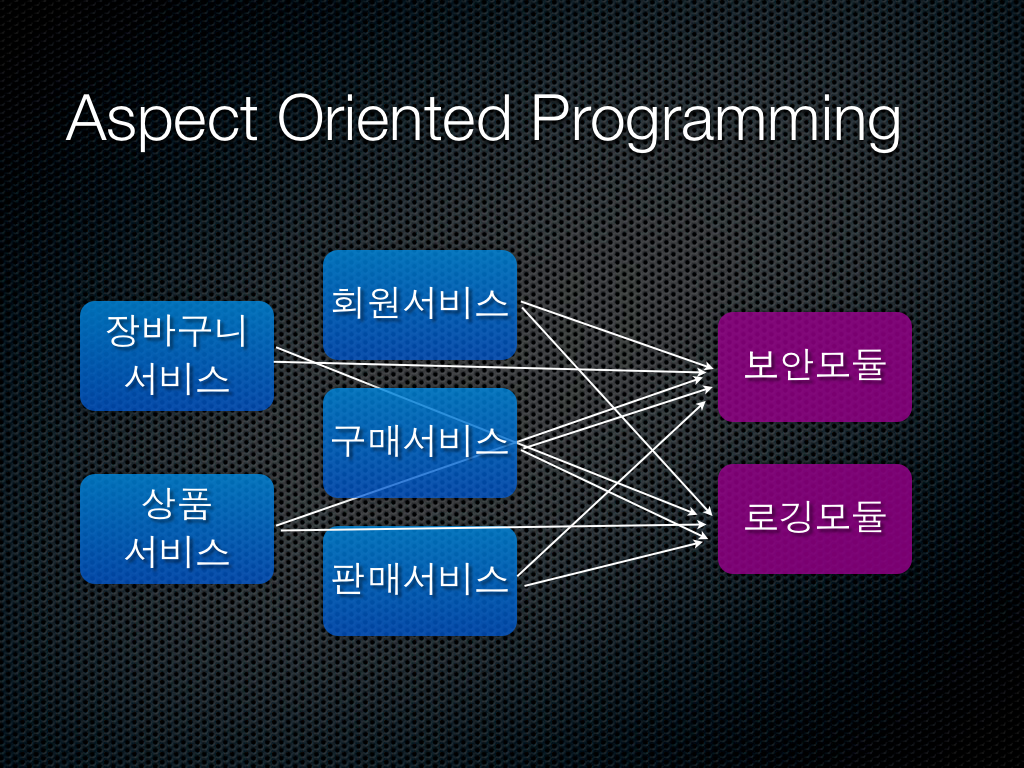 Aspect Oriented Programming
회원서비스
장바구니
서비스
보안모듈
구매서비스
상품
서비스
로깅모듈
판매서비스